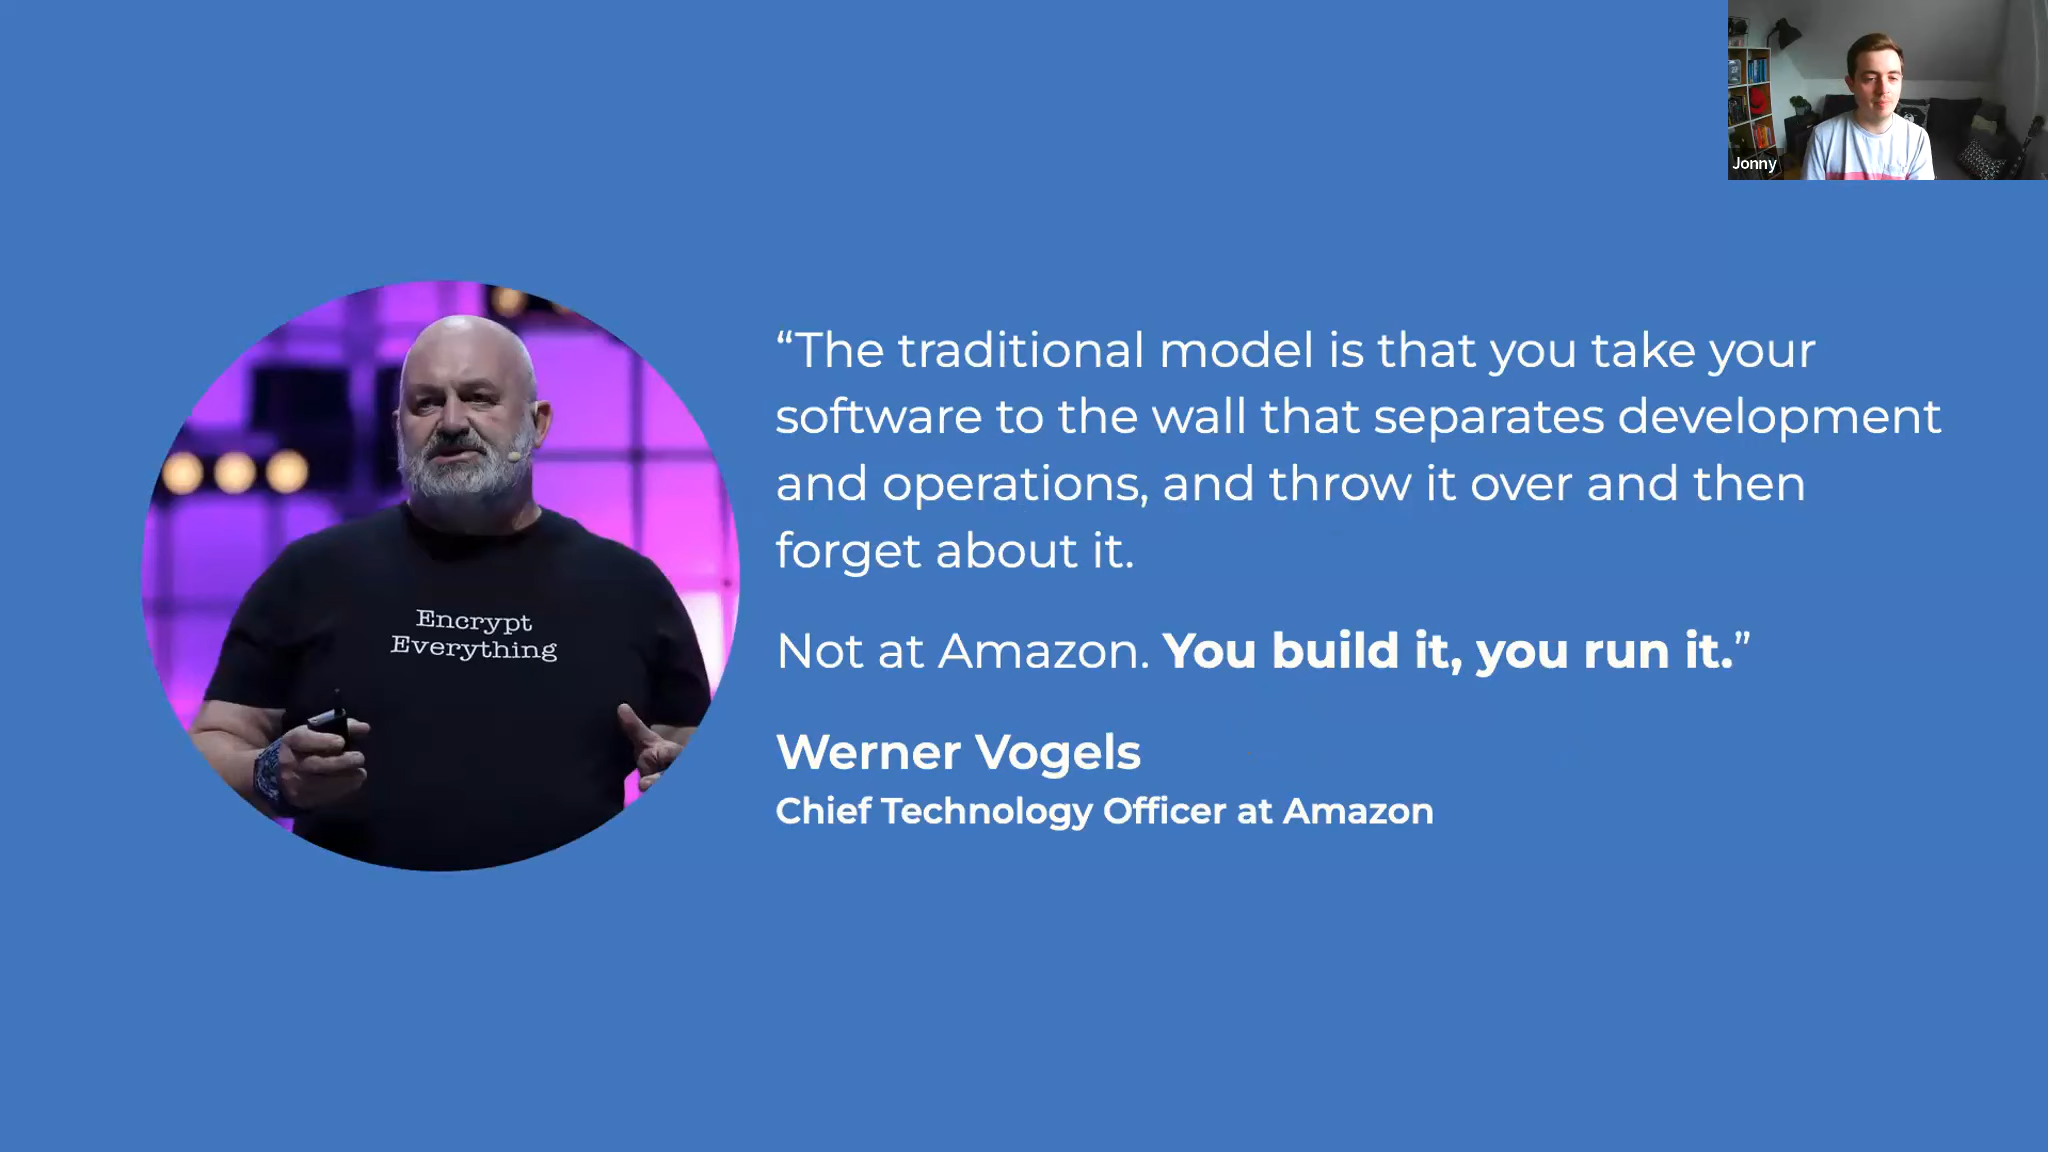 Jonny
Encrypt
Everything
“The traditional model is that you take your
software to the wall that separates development
and operations, and throw it over and then
forget about it.
Not at Amazon. You build it, you run it.”
Werner Vogels
Chief Technology Officer at Amazon